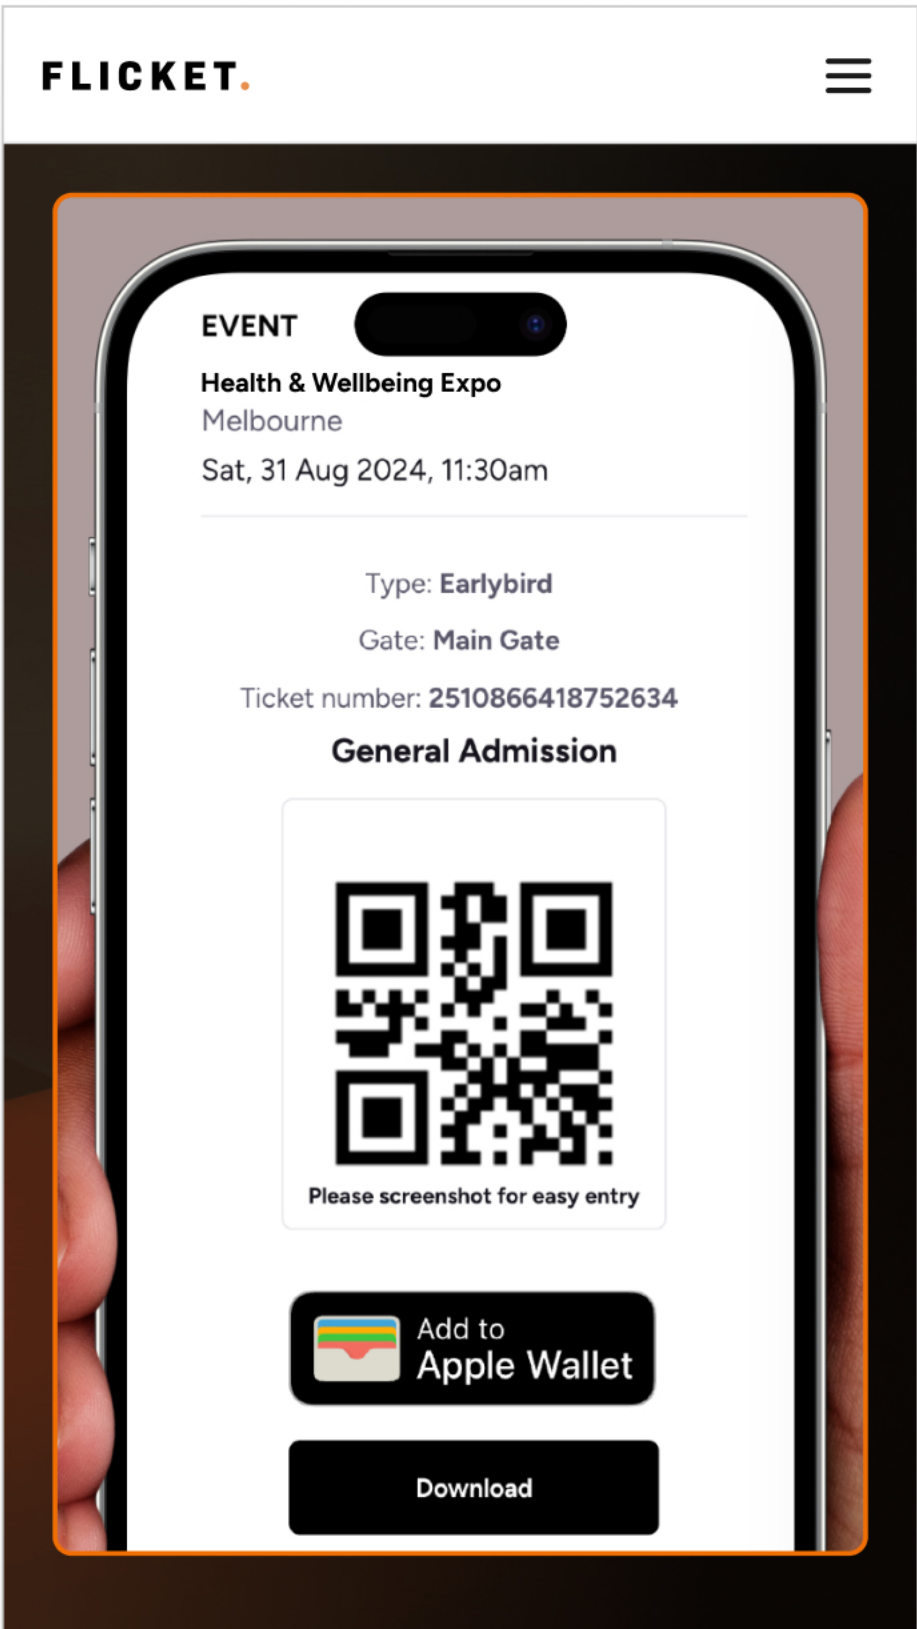 FLICKET.
EVENT
Health & Wellbeing Expo
Melbourne
Sat, 31 Aug 2024, 11:30am
Type: Earlybird
Gate: Main Gate
Ticket number: 2510866418752634
General Admission
Please screenshot for easy entry
Add to
Apple Wallet
Download